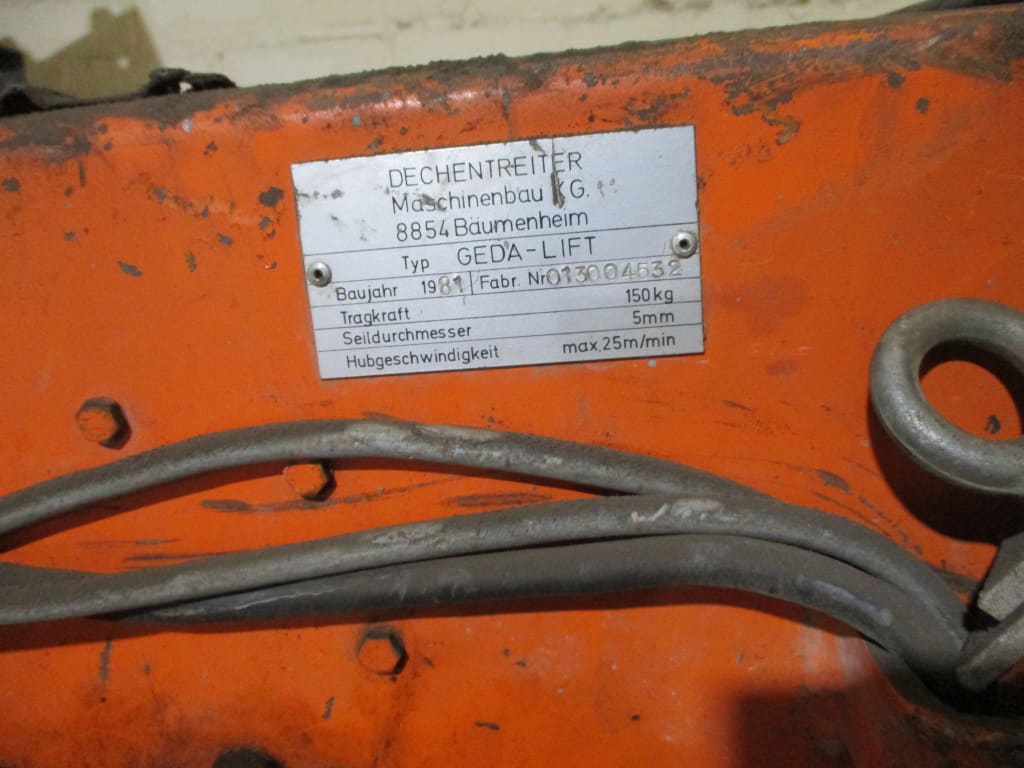 DECHENTREITER
Maschinenbau KG.
8854 Bäumenheim
Typ GEDA-LIFT
Baujahr 1981 Fabr. Nr 013004532
Tragkraft 150kg
Seildurchmesser 5mm
Hubgeschwindigkeit max.25m/min